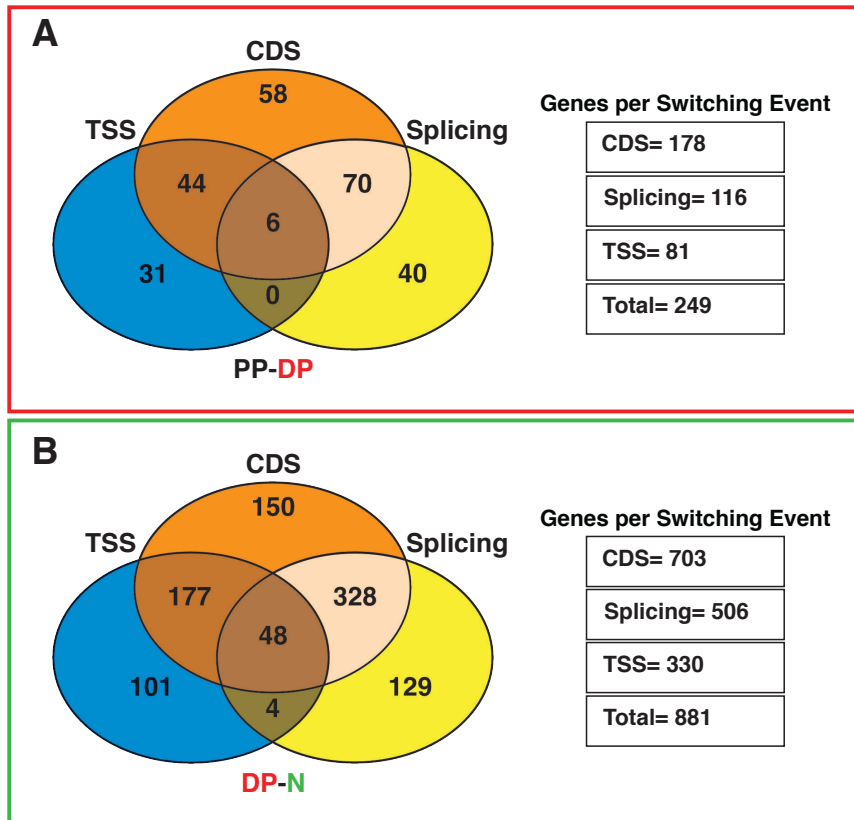 A
CDS
58
TSS
Splicing
44
70
6
31
0
40
PP-DP
Genes per Switching Event
CDS= 178
Splicing= 116
TSS= 81
Total= 249
B
CDS
150
TSS
Splicing
177
328
48
101
4
129
DP-N
Genes per Switching Event
CDS= 703
Splicing= 506
TSS= 330
Total= 881